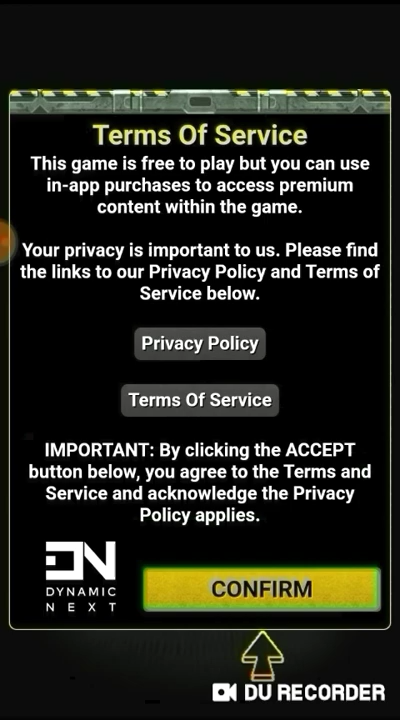 Terms Of Service
This game is free to play but you can use
in-app purchases to access premium
content within the game.
Your privacy is important to us. Please find
the links to our Privacy Policy and Terms of
Service below.
Privacy Policy
Terms Of Service
IMPORTANT: By clicking the ACCEPT
button below, you agree to the Terms and
Service and acknowledge the Privacy
Policy applies.
DN
DYNAMIC
NEXT
CONFIRM
DU RECORDER